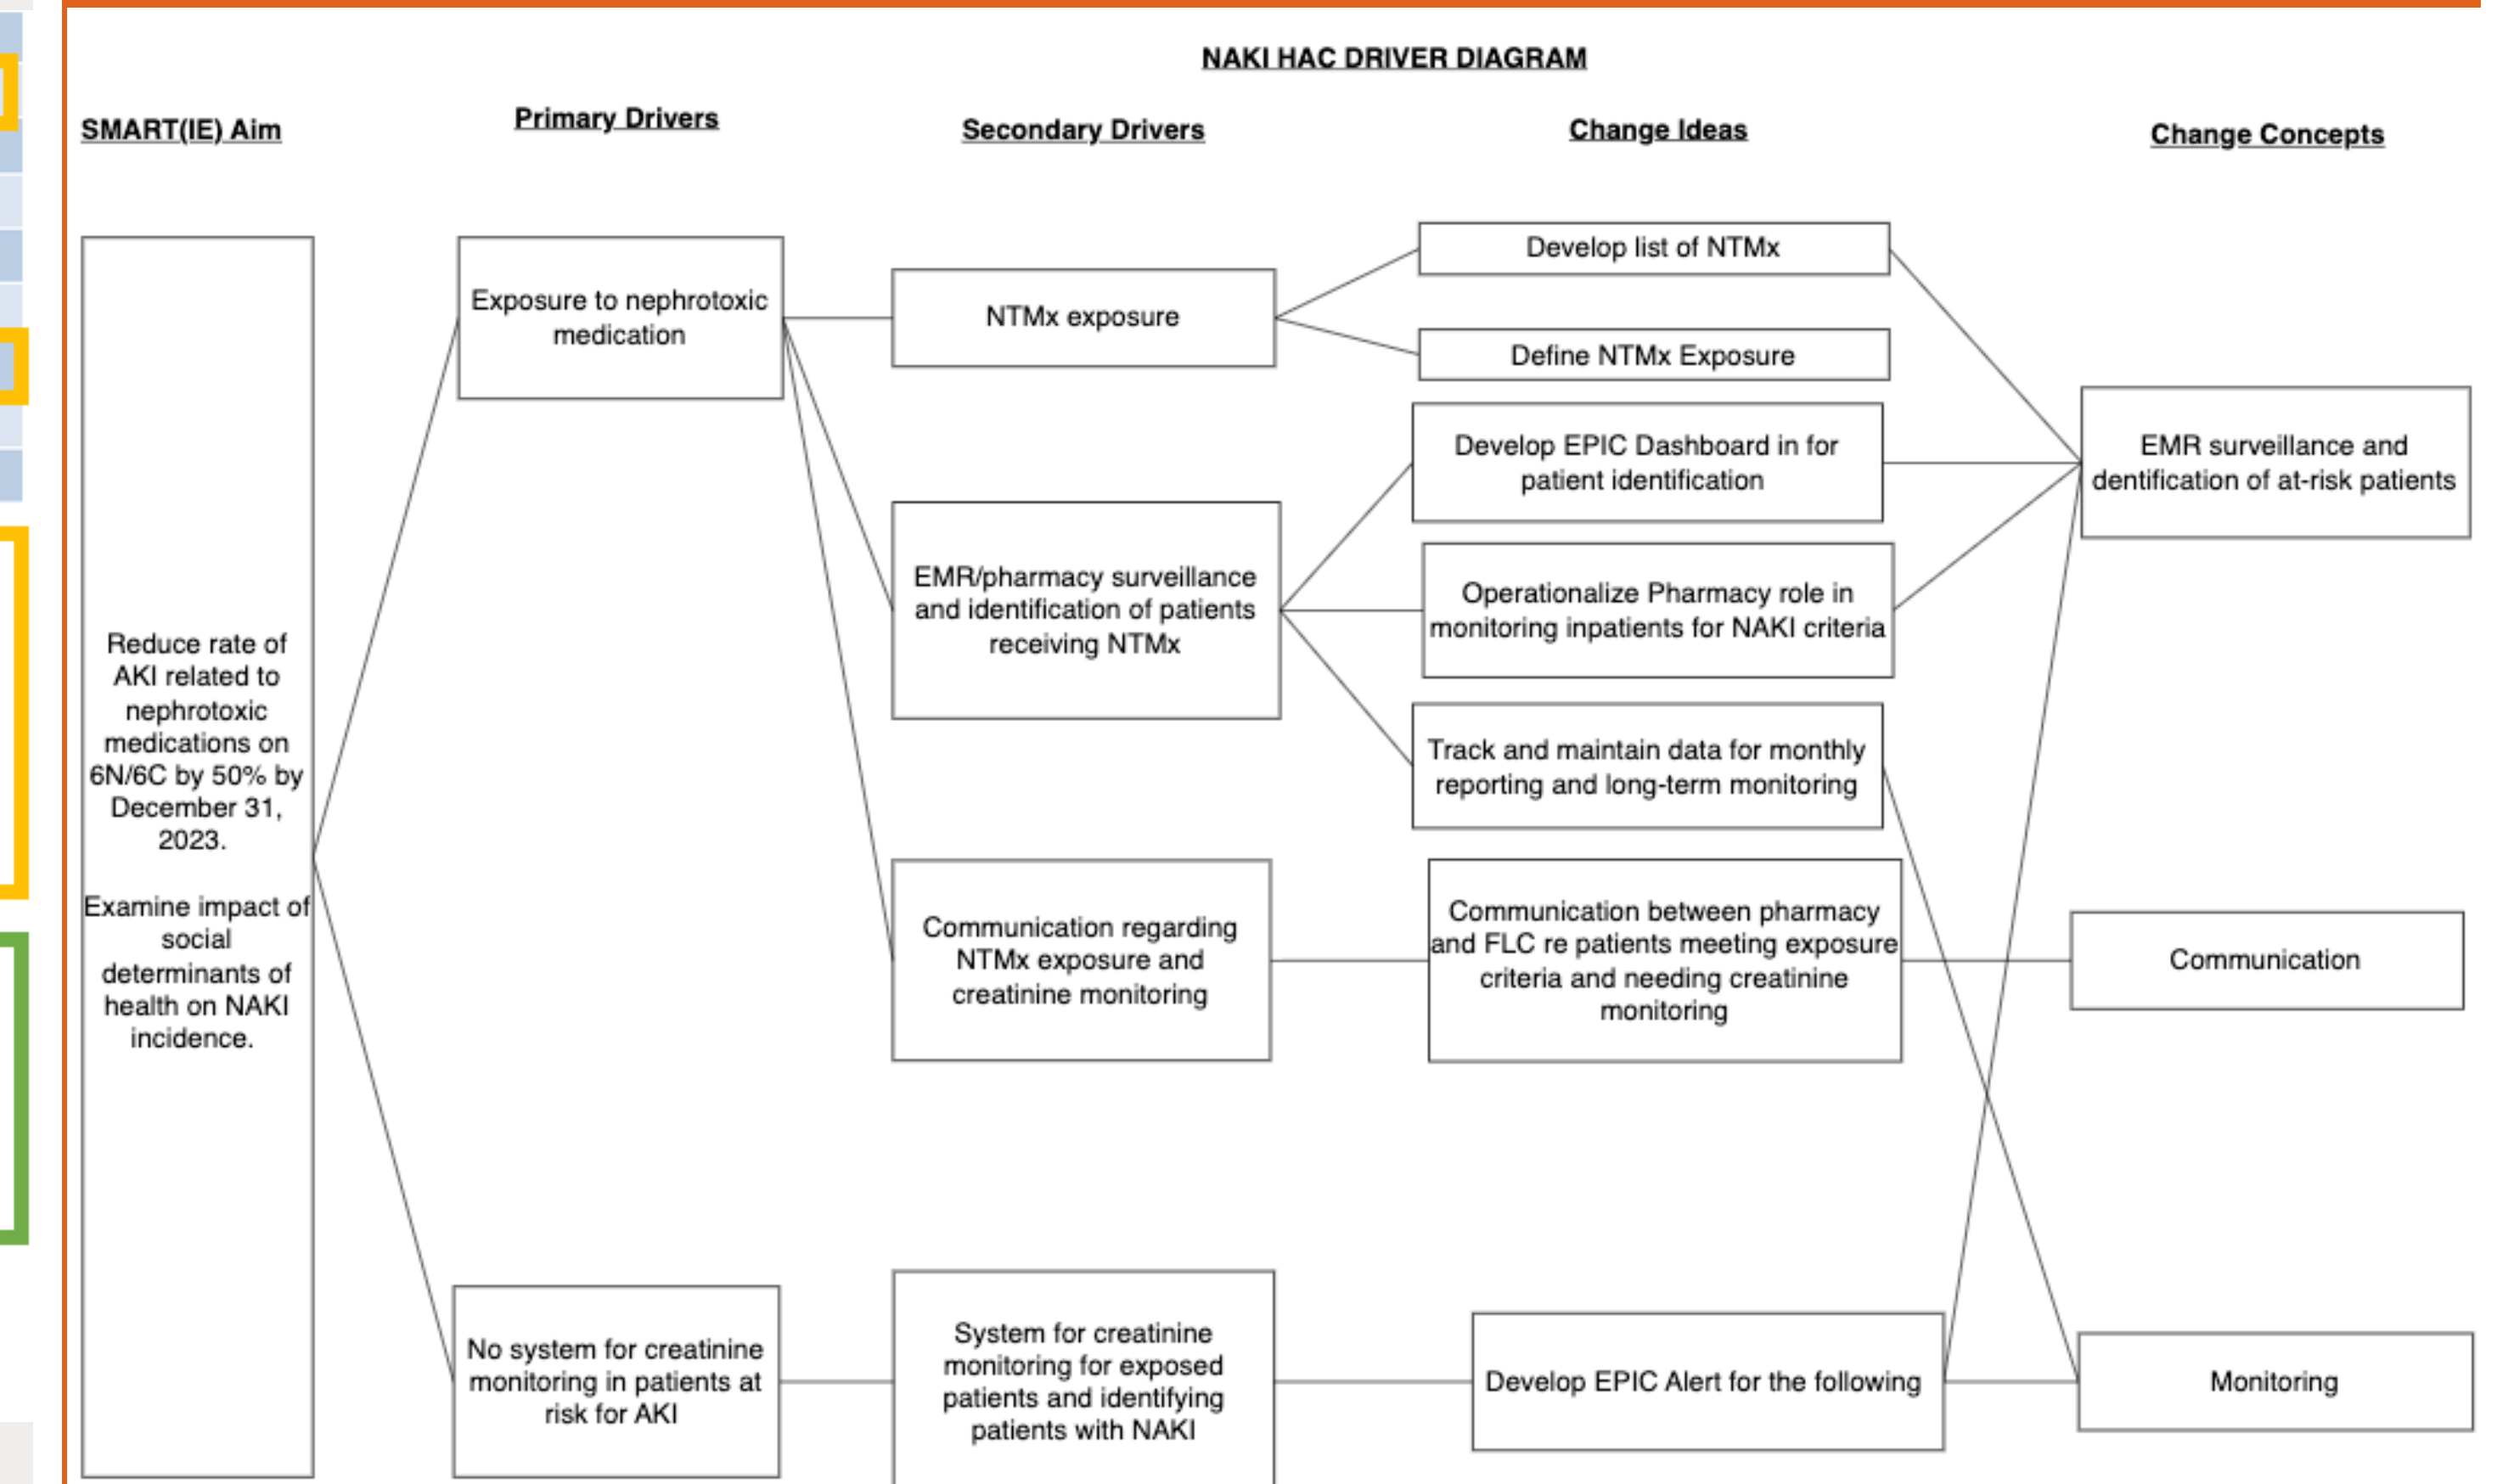 NAKI HAC DRIVER DIAGRAM
SMART(IE) Aim
Primary Drivers
Secondary Drivers
Change Ideas
Change Concepts
Reduce rate of
AKI related to
nephrotoxic
medications on
6N/6C by 50% by
December 31,
2023.
Examine impact of
social
determinants of
health on NAKI
incidence.
Exposure to nephrotoxic
medication
No system for creatinine
monitoring in patients at
risk for AKI
NTMx exposure
EMR/pharmacy surveillance
and identification of patients
receiving NTMx
Communication regarding
NTMx exposure and
creatinine monitoring
System for creatinine
monitoring for exposed
patients and identifying
patients with NAKI
Develop list of NTMx
Define NTMx Exposure
Develop EPIC Dashboard in for
patient identification
Operationalize Pharmacy role in
monitoring inpatients for NAKI criteria
Track and maintain data for monthly
reporting and long-term monitoring
Communication between pharmacy
and FLC re patients meeting exposure
criteria and needing creatinine
monitoring
Develop EPIC Alert for the following
EMR surveillance and
dentification of at-risk patients
Communication
Monitoring